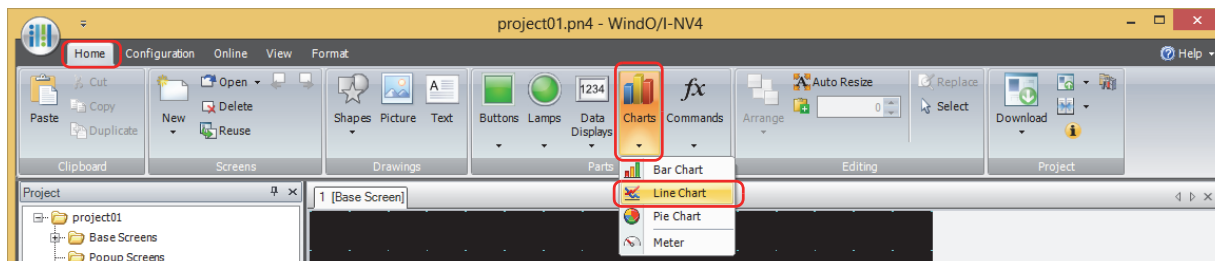 project01.pn4 - WindO/I-NV4
Home Configuration Online View Format Help
Cut
Copy
Duplicate
Paste
Clipboard
New
Open
Delete
Reuse
Screens
Shapes Picture Text
Drawings
1234
Buttons Lamps Data Displays Charts Commands
fx
Parts
Arrange
Auto Resize
0
Replace
Select
Editing
Download
Project
Bar Chart
Line Chart
Pie Chart
Meter
Project
1 [Base Screen]
project01
Base Screens
Popup Screens